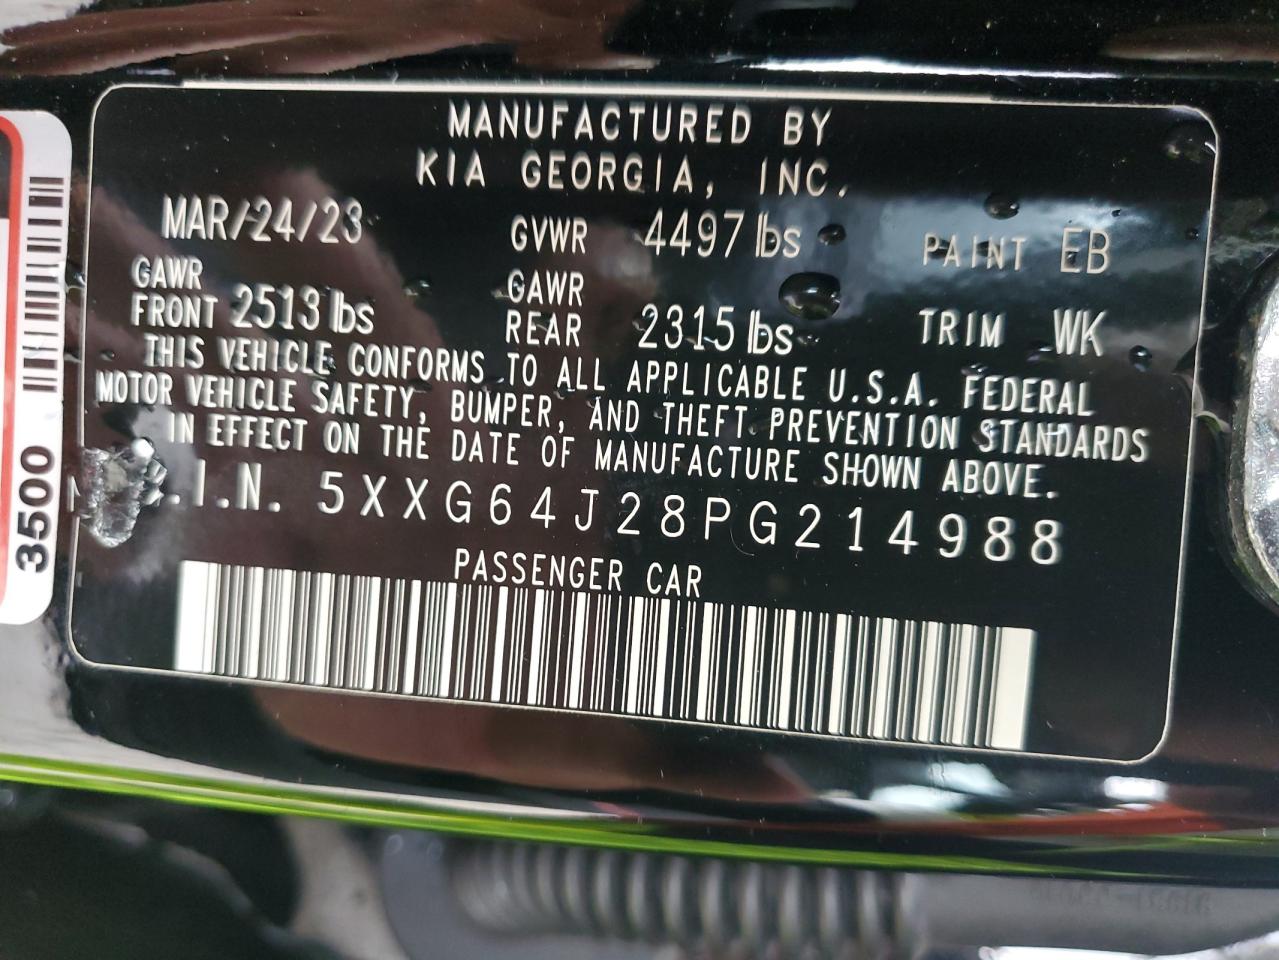 MANUFACTURED BY
KIA GEORGIA, INC.
MAR/24/23 GVWR 4497 lbs PAINT EB
GAWR FRONT 2513 lbs GAWR REAR 2315 lbs TRIM WK
THIS VEHICLE CONFORMS TO ALL APPLICABLE U.S.A. FEDERAL
MOTOR VEHICLE SAFETY, BUMPER, AND THEFT PREVENTION STANDARDS
IN EFFECT ON THE DATE OF MANUFACTURE SHOWN ABOVE.
.I.N. 5XXG64J28PG214988
PASSENGER CAR
3500